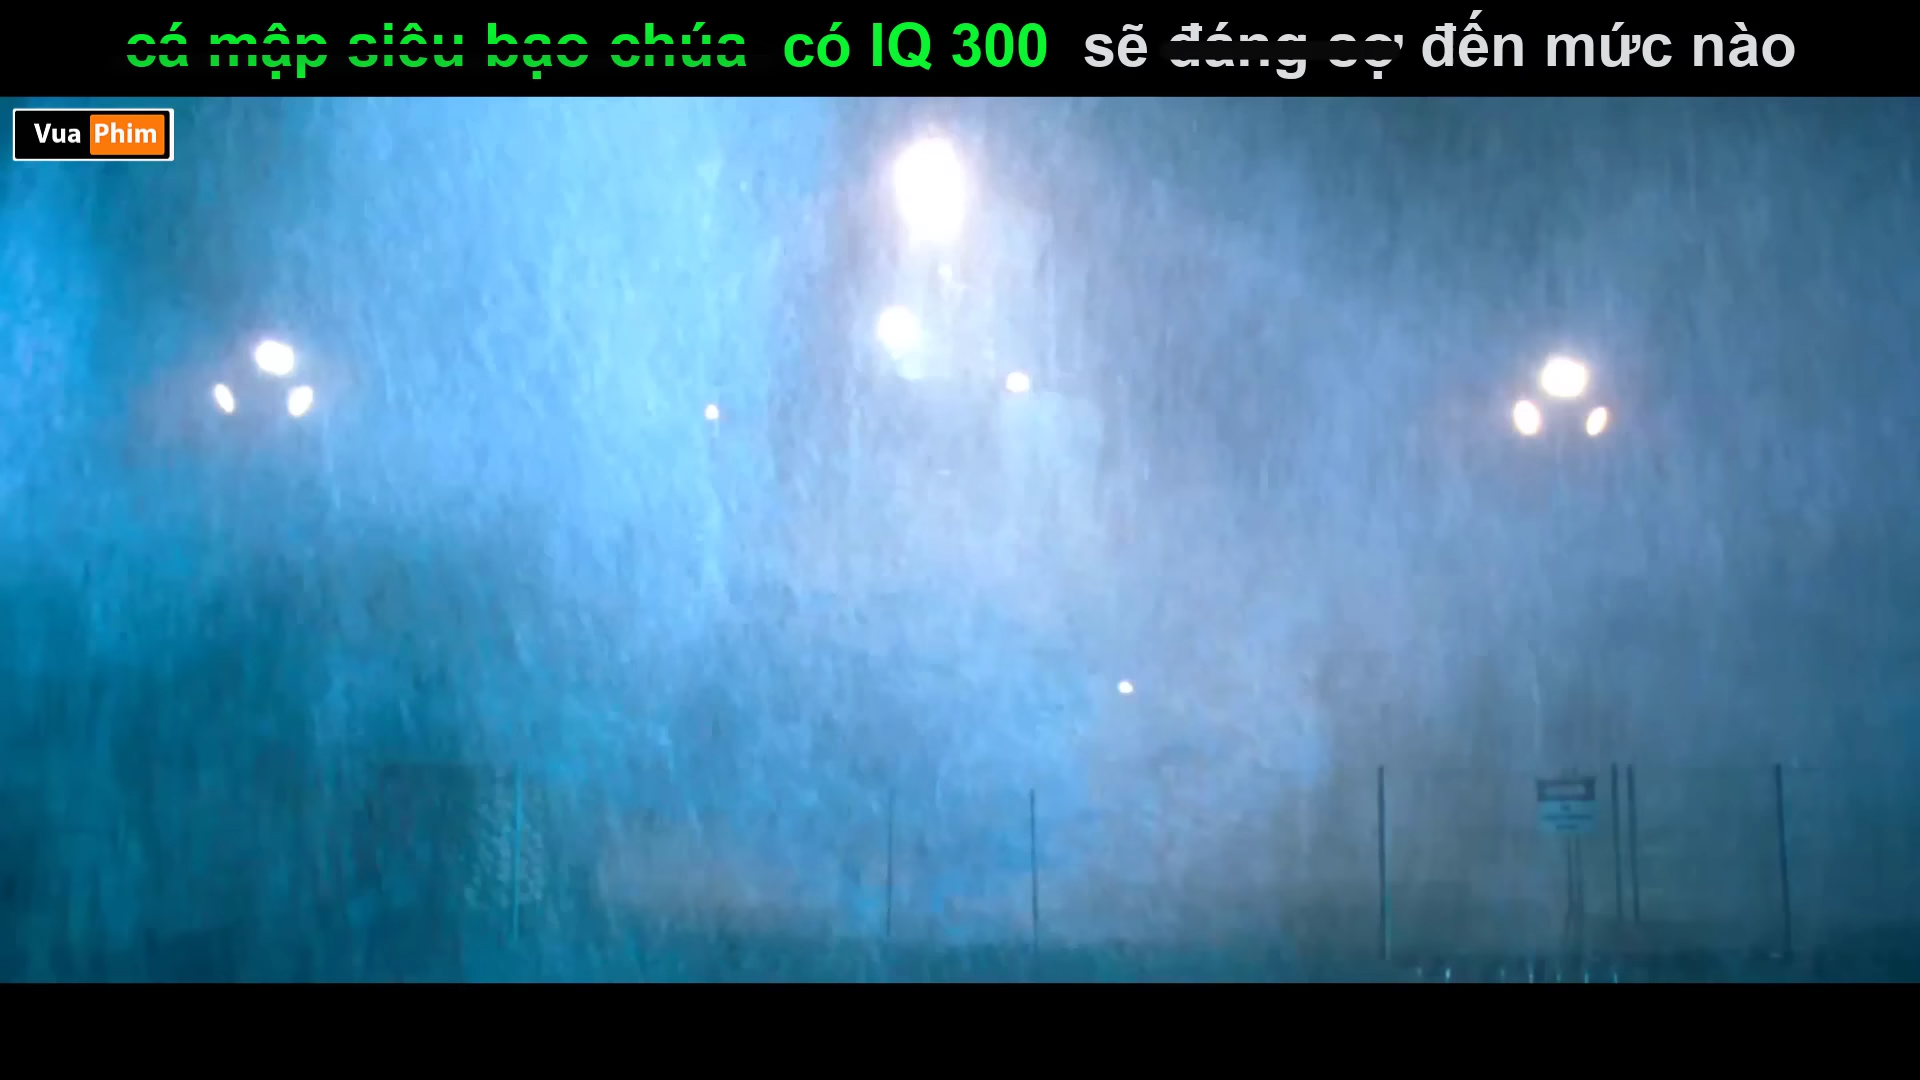 cá mập siêu bạo chúa có IQ 300 sẽ đáng sợ đến mức nào
Vua Phim